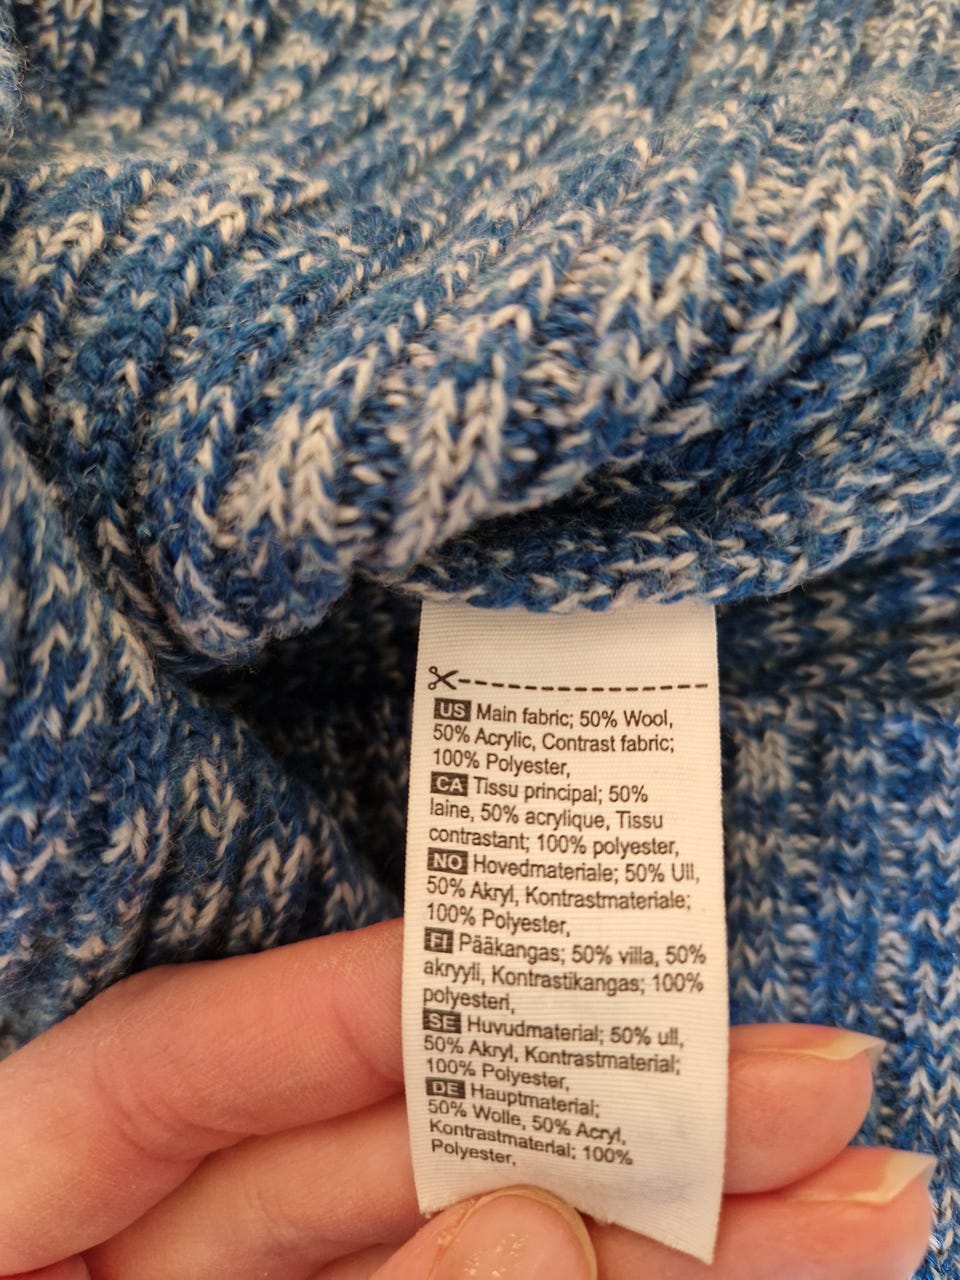 US Main fabric; 50% Wool,
50% Acrylic, Contrast fabric;
100% Polyester,
CA Tissu principal; 50%
laine, 50% acrylique, Tissu
contrastant; 100% polyester,
NO Hovedmateriale; 50% Ull,
50% Akryl, Kontrastmateriale;
100% Polyester,
FI Pääkangas; 50% villa, 50%
akryyli, Kontrastikangas; 100%
polyesteri,
SE Huvudmaterial; 50% ull,
50% Akryl, Kontrastmaterial;
100% Polyester,
DE Hauptmaterial;
50% Wolle, 50% Acryl,
Kontrastmaterial; 100%
Polyester,